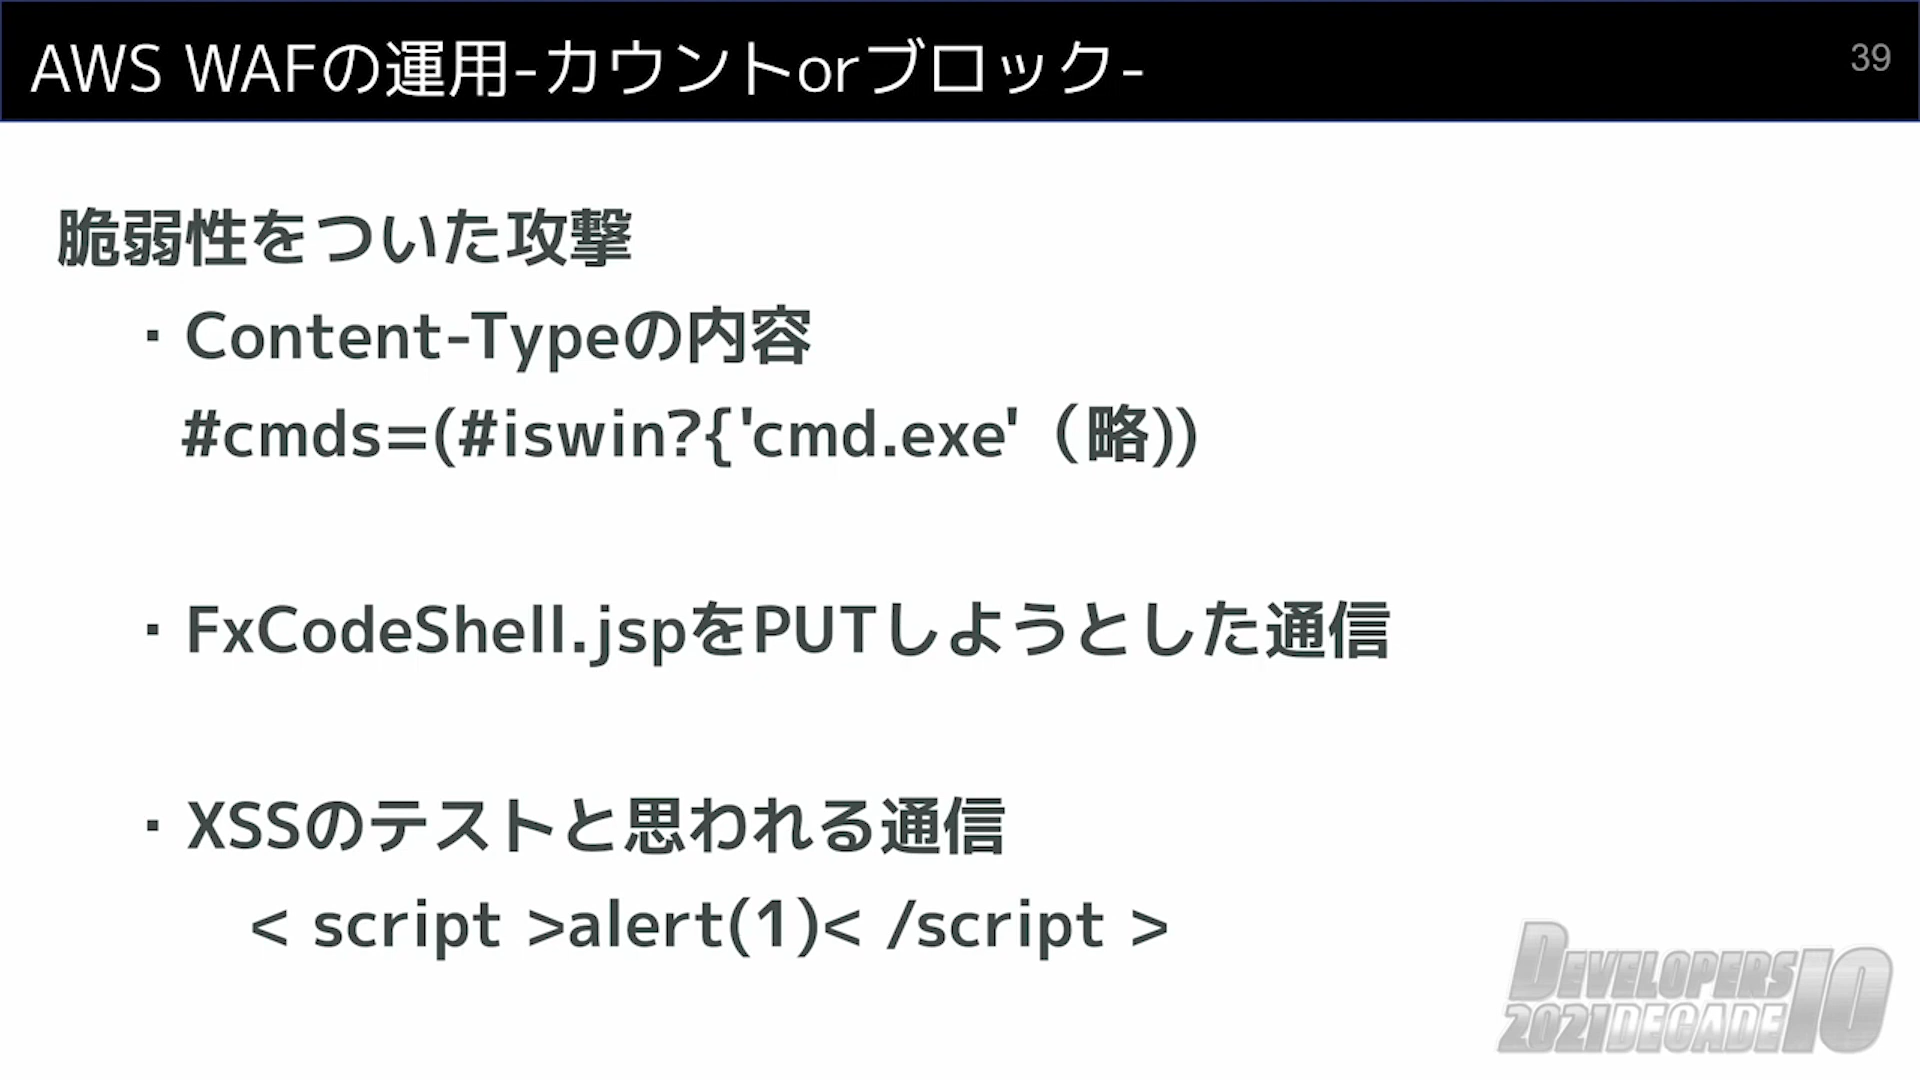 AWS WAFの運用-カウントorブロック-
39
脆弱性をついた攻撃
・Content-Typeの内容
#cmds=(#iswin?{'cmd.exe'（略))
・FxCodeShell.jspをPUTしようとした通信
・XSSのテストと思われる通信
< script >alert(1)< /script >
DEVELOPERS
2021 DECADE 10